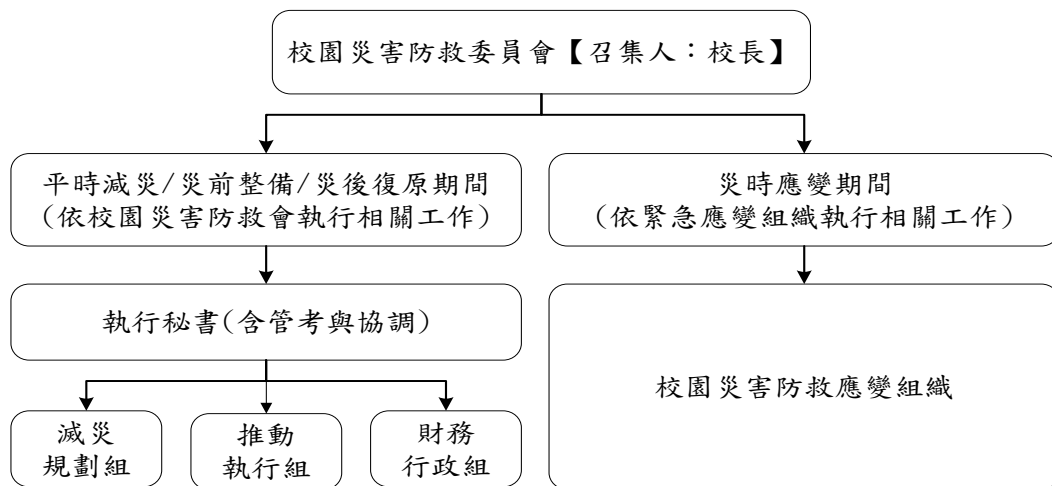 校園災害防救委員會【召集人：校長】
平時減災/災前整備/災後復原期間
(依校園災害防救會執行相關工作)
災時應變期間
(依緊急應變組織執行相關工作)
執行秘書(含管考與協調)
校園災害防救應變組織
減災
規劃組
推動
執行組
財務
行政組